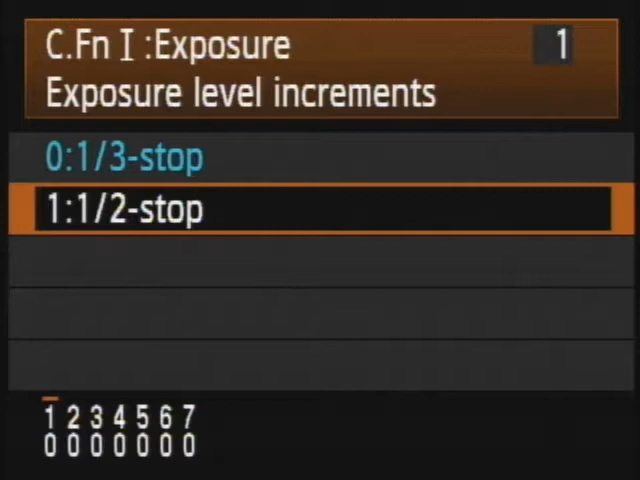 C.Fn I :Exposure 1
Exposure level increments
0:1/3-stop
1:1/2-stop
1 2 3 4 5 6 7
0 0 0 0 0 0 0